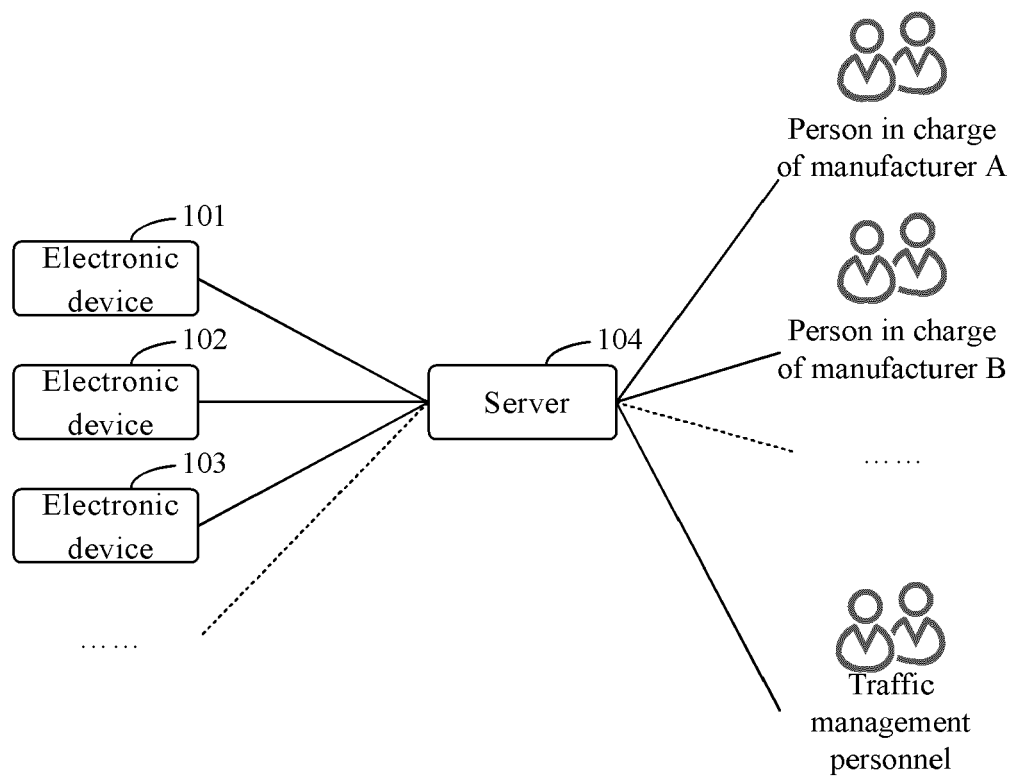 Person in charge
of manufacturer A
101
Electronic
device
Person in charge
of manufacturer B
102
Electronic
device
104
Server
103
Electronic
device
……
……
Traffic
management
personnel